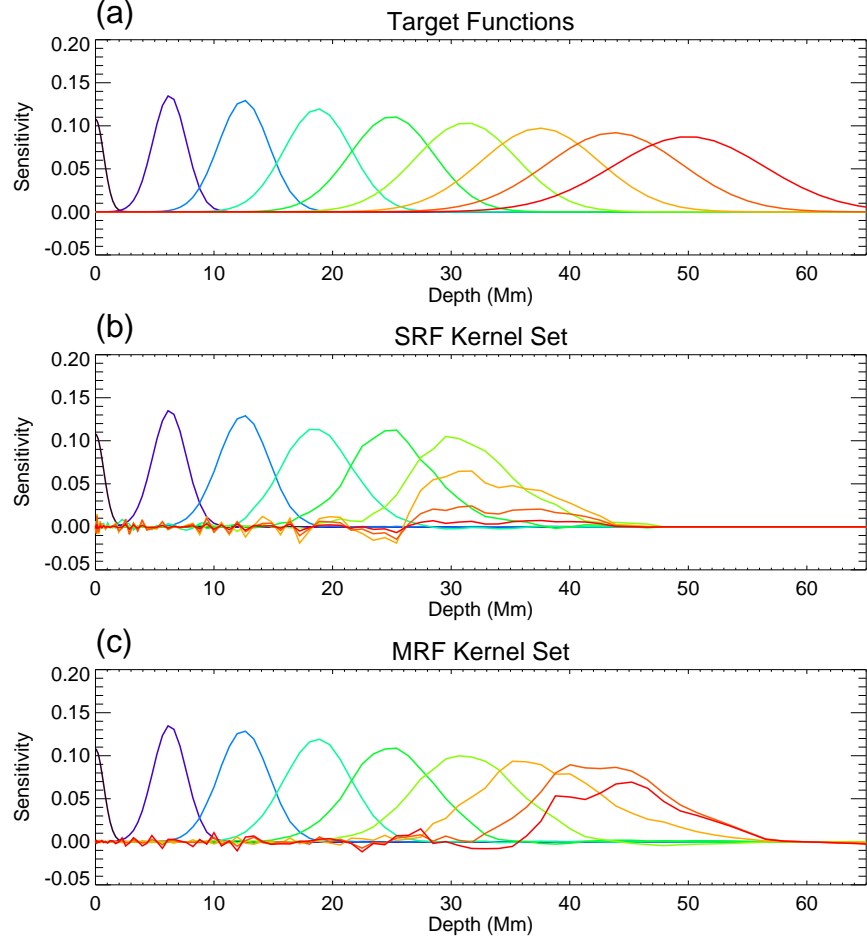 (a)
Target Functions
0.20
0.15
0.10
0.05
0.00
-0.05
Sensitivity
0 10 20 30 40 50 60
Depth (Mm)
(b)
SRF Kernel Set
0.20
0.15
0.10
0.05
0.00
-0.05
Sensitivity
0 10 20 30 40 50 60
Depth (Mm)
(c)
MRF Kernel Set
0.20
0.15
0.10
0.05
0.00
-0.05
Sensitivity
0 10 20 30 40 50 60
Depth (Mm)